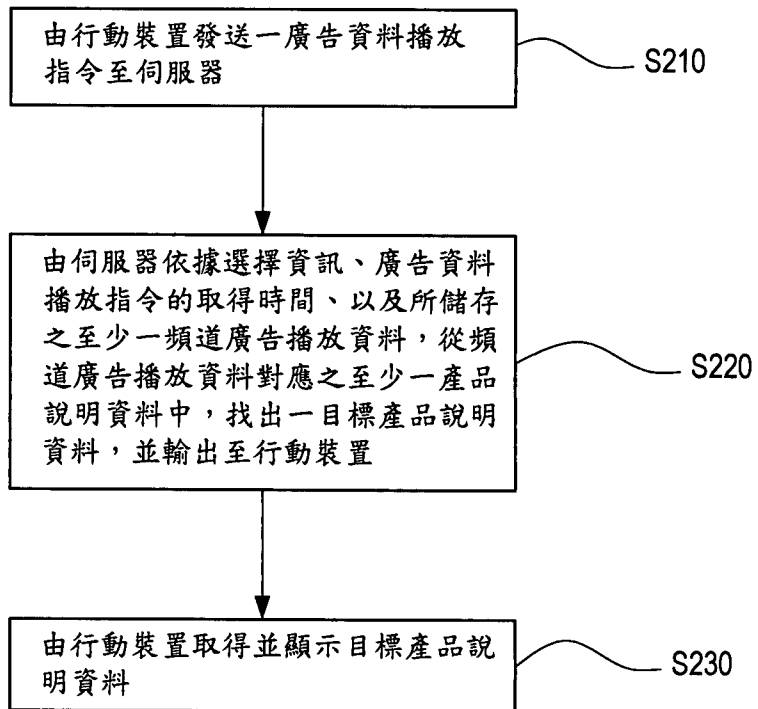 由行動裝置發送一廣告資料播放
指令至伺服器
S210
由伺服器依據選擇資訊、廣告資料
播放指令的取得時間、以及所儲存
之至少一頻道廣告播放資料，從頻
道廣告播放資料對應之至少一產品
說明資料中，找出一目標產品說明
資料，並輸出至行動裝置
S220
由行動裝置取得並顯示目標產品說
明資料
S230